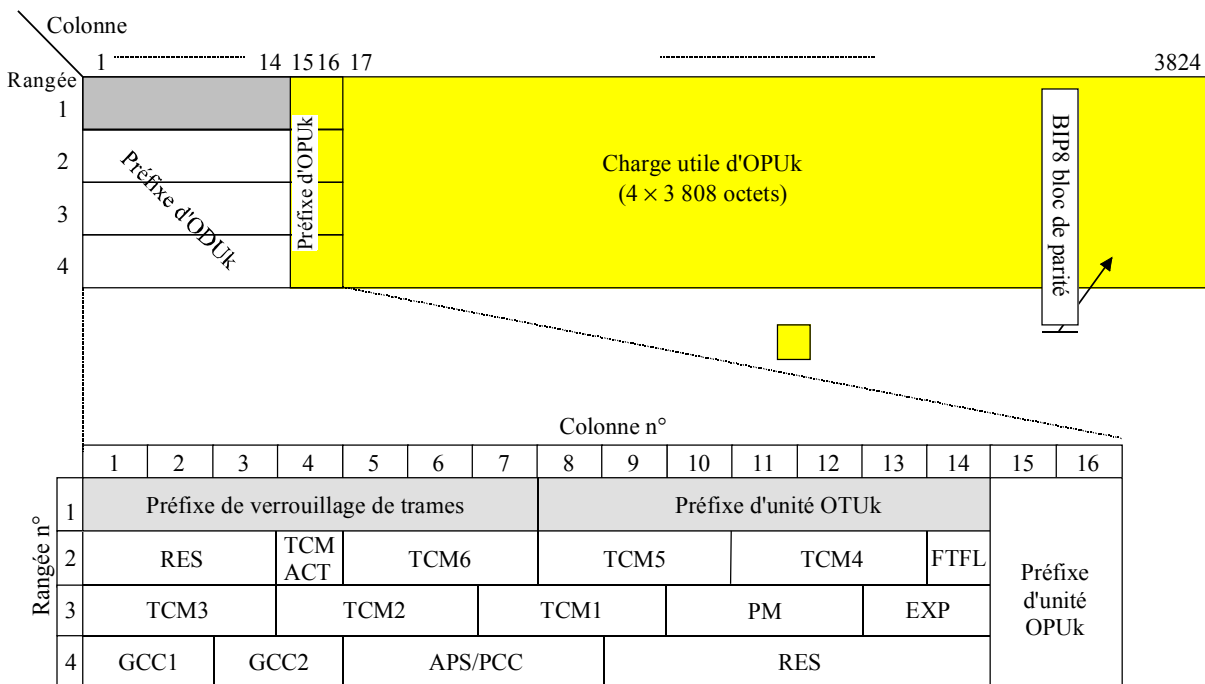 Colonne
1 14 15 16 17 3824
Rangée
1
2
3
4
Préfixe d'ODUk
Préfixe d'OPUk
Charge utile d'OPUk
(4 × 3 808 octets)
BIP8 bloc de parité
Colonne n°
1 2 3 4 5 6 7 8 9 10 11 12 13 14 15 16
Rangée n°
1 Préfixe de verrouillage de trames Préfixe d'unité OTUk
2 RES TCM ACT TCM6 TCM5 TCM4 FTFL
3 TCM3 TCM2 TCM1 PM EXP
4 GCC1 GCC2 APS/PCC RES
Préfixe
d'unité
OPUk